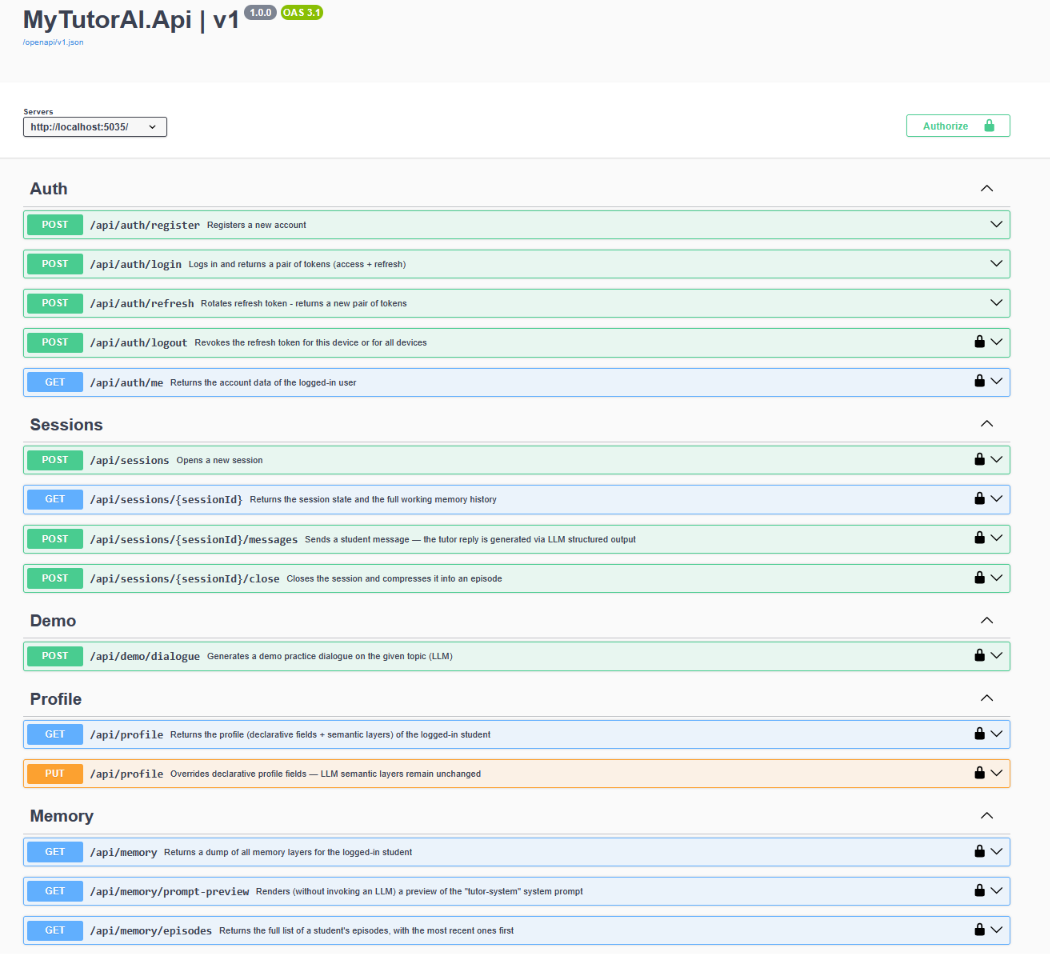 MyTutorAI.Api | v1 1.0.0 OAS 3.1
/openapi/v1.json
Servers
http://localhost:5035/
Authorize
Auth
POST /api/auth/register Registers a new account
POST /api/auth/login Logs in and returns a pair of tokens (access + refresh)
POST /api/auth/refresh Rotates refresh token - returns a new pair of tokens
POST /api/auth/logout Revokes the refresh token for this device or for all devices
GET /api/auth/me Returns the account data of the logged-in user
Sessions
POST /api/sessions Opens a new session
GET /api/sessions/{sessionId} Returns the session state and the full working memory history
POST /api/sessions/{sessionId}/messages Sends a student message — the tutor reply is generated via LLM structured output
POST /api/sessions/{sessionId}/close Closes the session and compresses it into an episode
Demo
POST /api/demo/dialogue Generates a demo practice dialogue on the given topic (LLM)
Profile
GET /api/profile Returns the profile (declarative fields + semantic layers) of the logged-in student
PUT /api/profile Overrides declarative profile fields — LLM semantic layers remain unchanged
Memory
GET /api/memory Returns a dump of all memory layers for the logged-in student
GET /api/memory/prompt-preview Renders (without invoking an LLM) a preview of the "tutor-system" system prompt
GET /api/memory/episodes Returns the full list of a student's episodes, with the most recent ones first